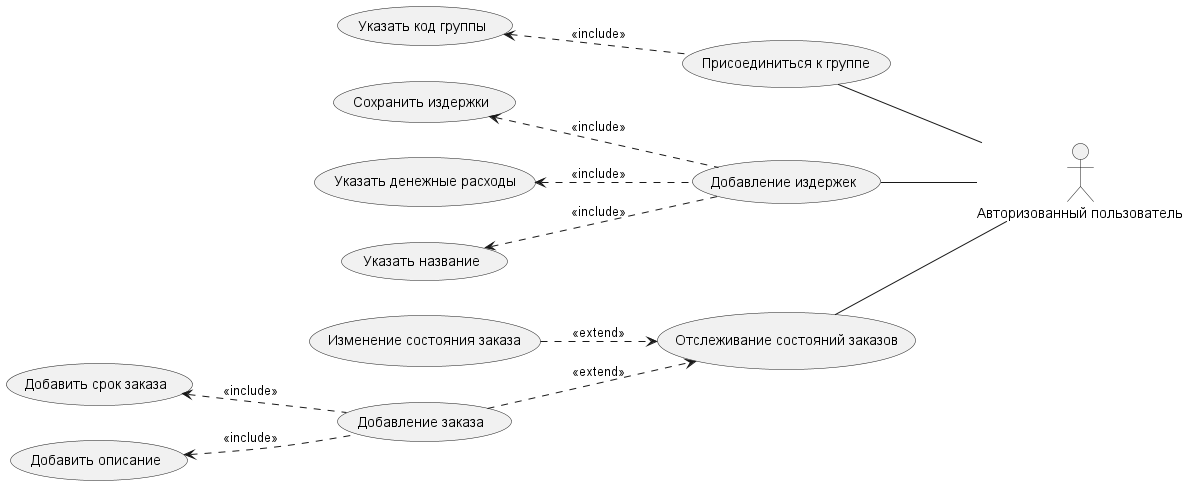 Указать код группы
«include»
Присоединиться к группе
Сохранить издержки
«include»
Указать денежные расходы
«include»
Добавление издержек
«include»
Указать название
Авторизованный пользователь
Изменение состояния заказа
«extend»
Отслеживание состояний заказов
«extend»
Добавить срок заказа
«include»
Добавление заказа
«include»
Добавить описание